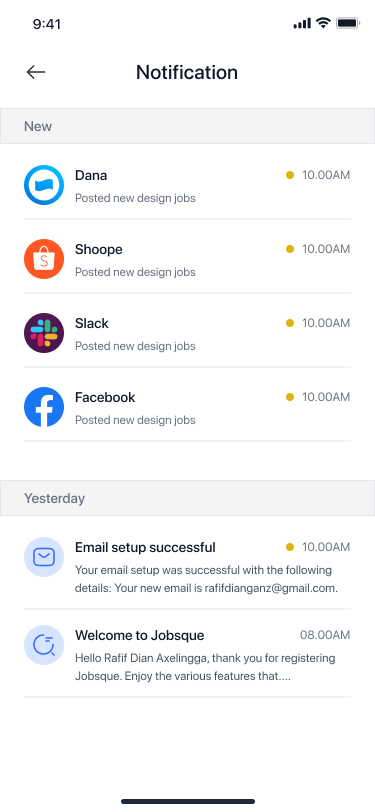 9:41
Notification
New
Dana
10.00AM
Posted new design jobs
Shoope
10.00AM
Posted new design jobs
Slack
10.00AM
Posted new design jobs
Facebook
10.00AM
Posted new design jobs
Yesterday
Email setup successful
10.00AM
Your email setup was successful with the following
details: Your new email is rafifdianganz@gmail.com.
Welcome to Jobsque
08.00AM
Hello Rafif Dian Axelingga, thank you for registering
Jobsque. Enjoy the various features that....